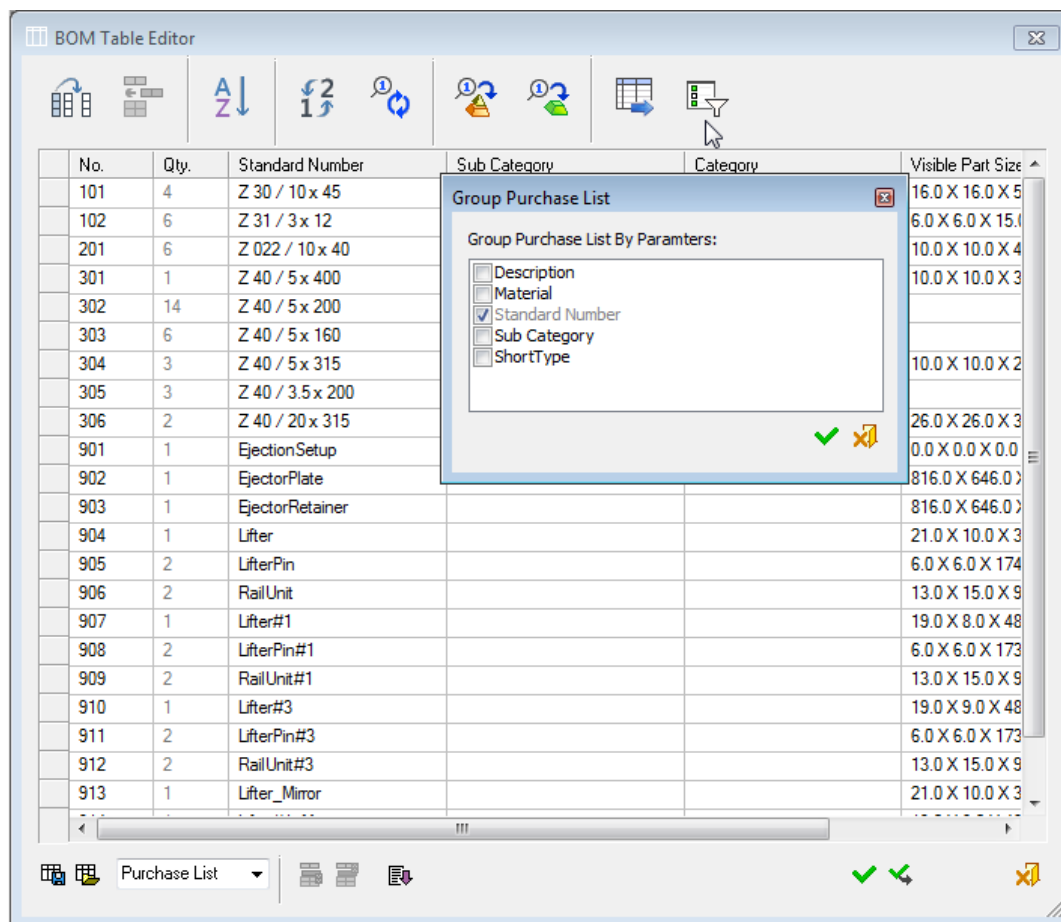 BOM Table Editor
A
Z
2
1
1
1
1
No. Qty. Standard Number Sub Category Category Visible Part Size
101 4 Z 30 / 10 x 45 16.0 X 16.0 X 5
102 6 Z 31 / 3 x 12 6.0 X 6.0 X 15.0
201 6 Z 022 / 10 x 40 10.0 X 10.0 X 4
301 1 Z 40 / 5 x 400 10.0 X 10.0 X 3
302 14 Z 40 / 5 x 200
303 6 Z 40 / 5 x 160
304 3 Z 40 / 5 x 315 10.0 X 10.0 X 2
305 3 Z 40 / 3.5 x 200
306 2 Z 40 / 20 x 315 26.0 X 26.0 X 3
901 1 EjectionSetup 0.0 X 0.0 X 0.0
902 1 EjectorPlate 816.0 X 646.0 X
903 1 EjectorRetainer 816.0 X 646.0 X
904 1 Lifter 21.0 X 10.0 X 3
905 2 LifterPin 6.0 X 6.0 X 174
906 2 RailUnit 13.0 X 15.0 X 9
907 1 Lifter#1 19.0 X 8.0 X 48
908 2 LifterPin#1 6.0 X 6.0 X 173
909 2 RailUnit#1 13.0 X 15.0 X 9
910 1 Lifter#3 19.0 X 9.0 X 48
911 2 LifterPin#3 6.0 X 6.0 X 173
912 2 RailUnit#3 13.0 X 15.0 X 9
913 1 Lifter_Mirror 21.0 X 10.0 X 3
Group Purchase List
Group Purchase List By Paramters:
Description
Material
Standard Number
Sub Category
ShortType
Purchase List